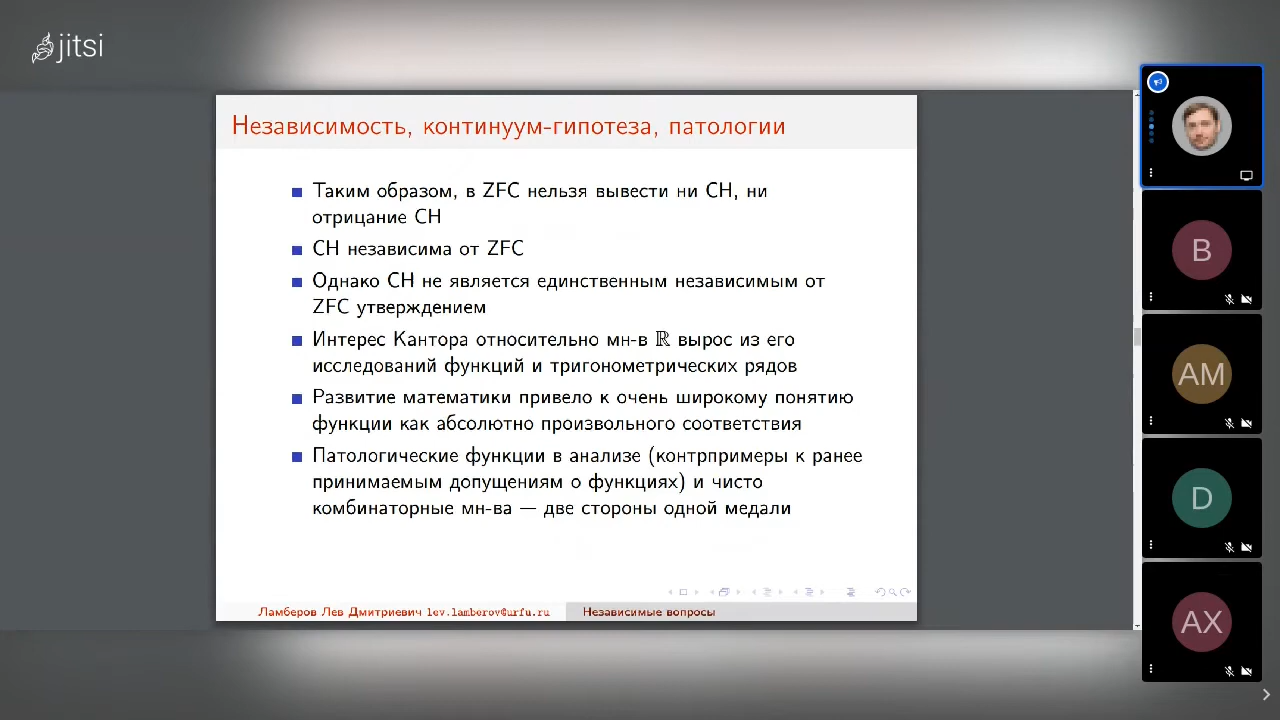 jitsi
Независимость, континуум-гипотеза, патологии
Таким образом, в ZFC нельзя вывести ни CH, ни
отрицание CH
CH независима от ZFC
Однако CH не является единственным независимым от
ZFC утверждением
Интерес Кантора относительно мн-в ℝ вырос из его
исследований функций и тригонометрических рядов
Развитие математики привело к очень широкому понятию
функции как абсолютно произвольного соответствия
Патологические функции в анализе (контрпримеры к ранее
принимаемым допущениям о функциях) и чисто
комбинаторные мн-ва — две стороны одной медали
Ламберов Лев Дмитриевич lev.lamberov@urfu.ru
Независимые вопросы
B
AM
D
AX